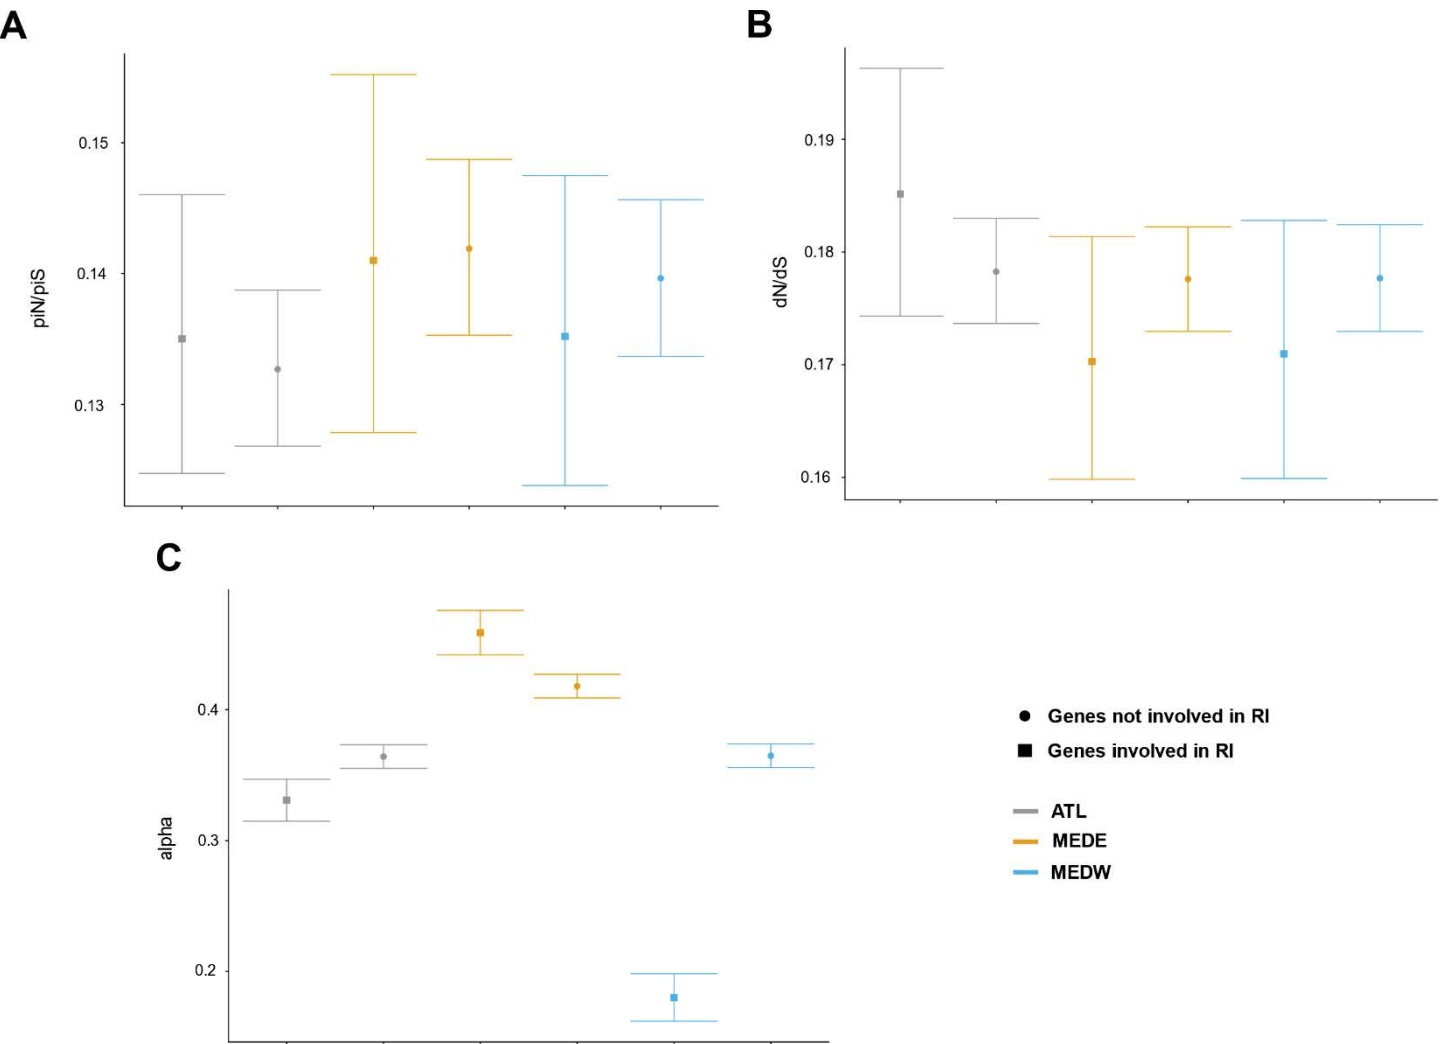 A
piN/piS
0.15
0.14
0.13
B
dN/dS
0.19
0.18
0.17
0.16
C
alpha
0.4
0.3
0.2
Genes not involved in RI
Genes involved in RI
ATL
MEDE
MEDW